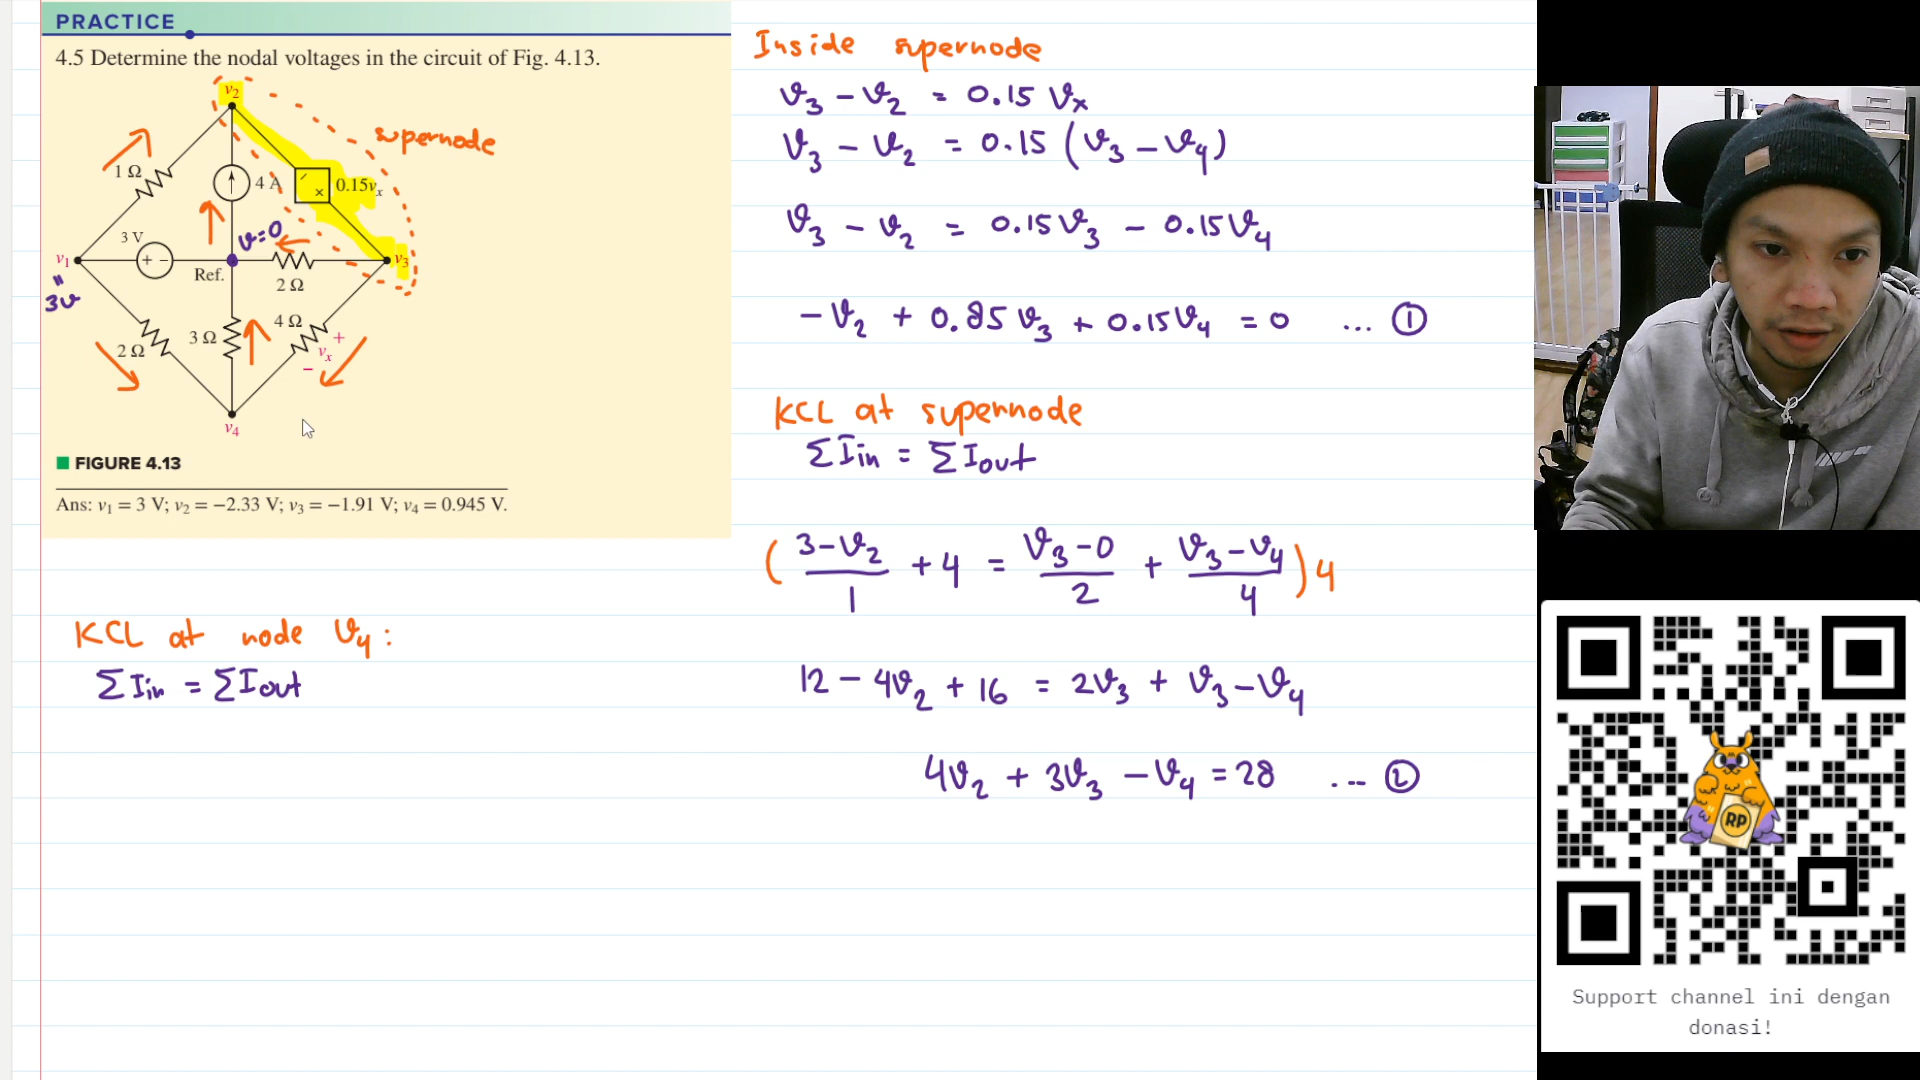 PRACTICE
4.5 Determine the nodal voltages in the circuit of Fig. 4.13.
v2
supernode
1 Ω
4 A
0.15vx
3 V
v=0
v1
+ −
v3
"
3v
Ref.
2 Ω
4 Ω
3 Ω
+
vx
−
2 Ω
v4
FIGURE 4.13
Ans: v1 = 3 V; v2 = −2.33 V; v3 = −1.91 V; v4 = 0.945 V.
KCL at node v4 :
ΣIin = ΣIout
Inside supernode
v3 − v2 = 0.15 vx
v3 − v2 = 0.15 (v3 − v4)
v3 − v2 = 0.15v3 − 0.15v4
−v2 + 0.85v3 + 0.15v4 = 0 ... ①
KCL at supernode
ΣIin = ΣIout
( (3−v2)/1 + 4 = (v3−0)/2 + (v3−v4)/4 ) 4
12 − 4v2 + 16 = 2v3 + v3 − v4
4v2 + 3v3 − v4 = 28 ... ②
RP
Support channel ini dengan
donasi!